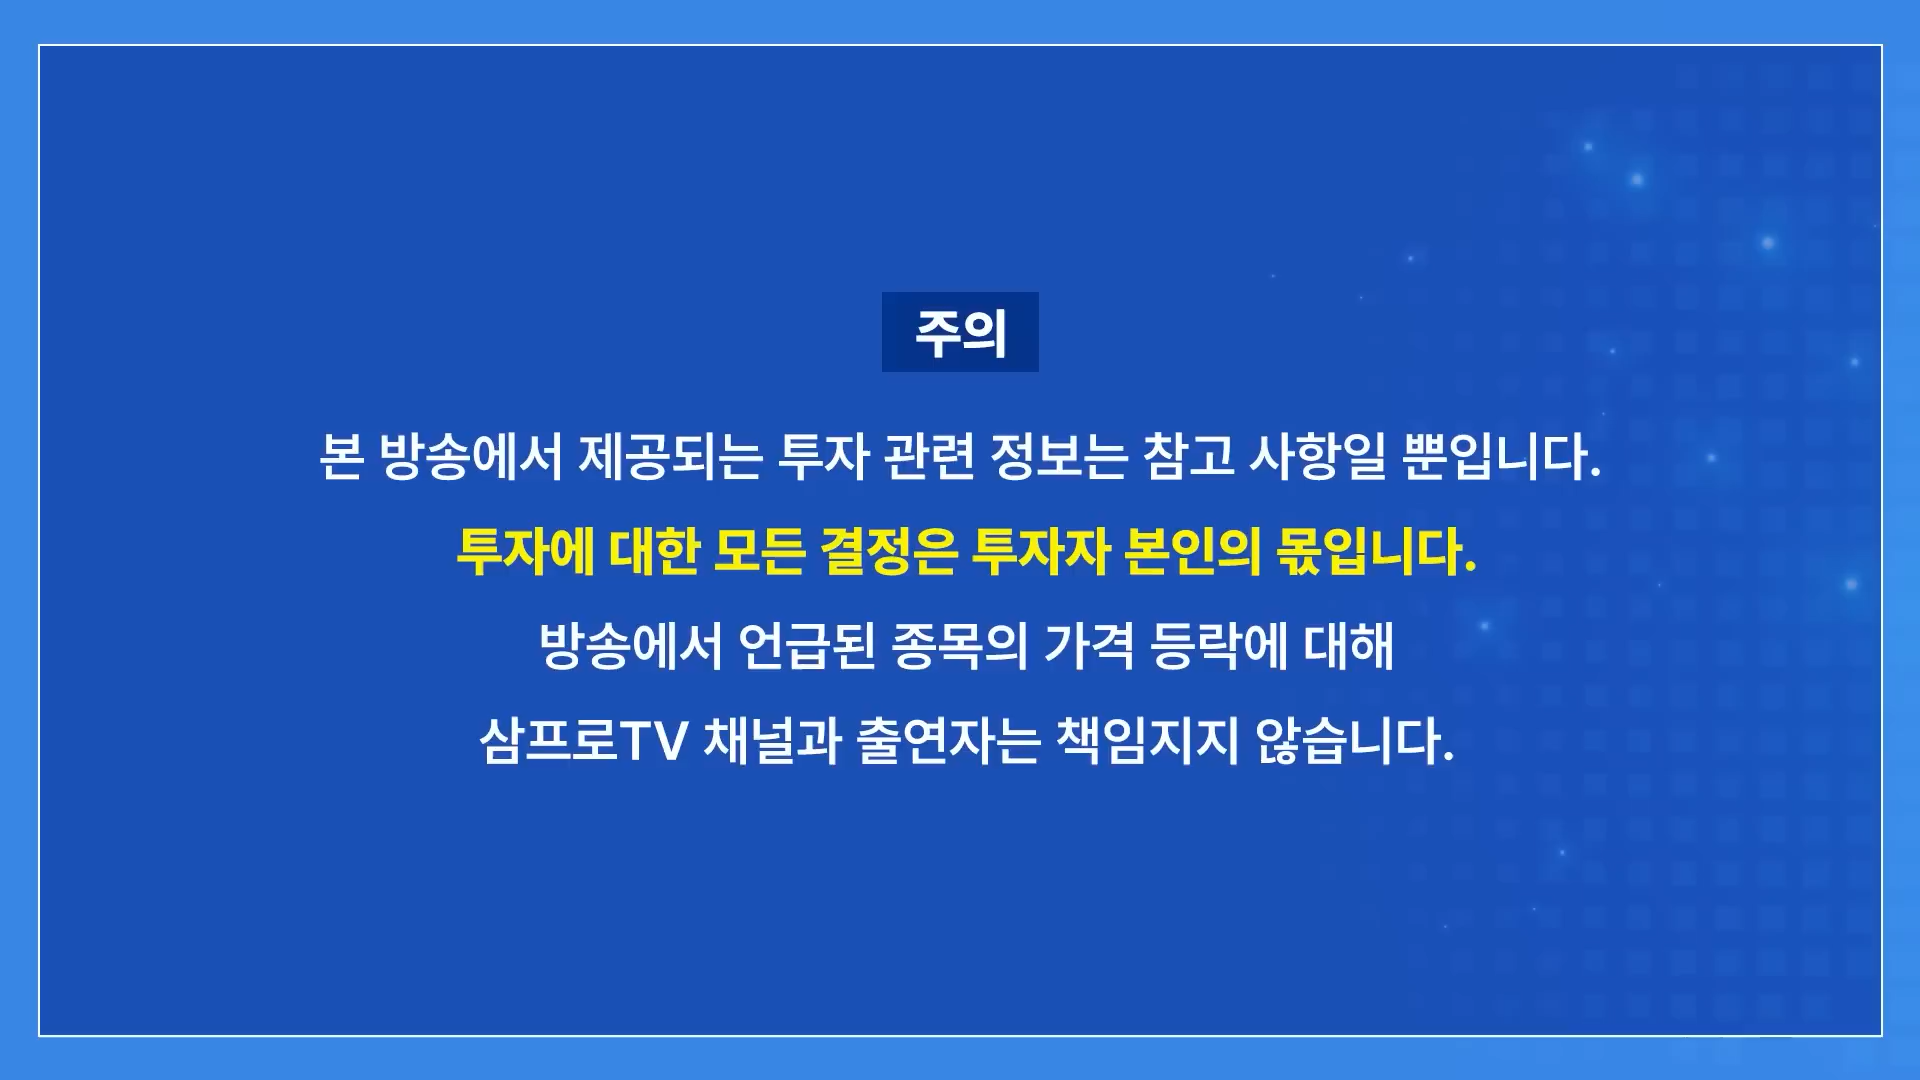 주의
본 방송에서 제공되는 투자 관련 정보는 참고 사항일 뿐입니다.
투자에 대한 모든 결정은 투자자 본인의 몫입니다.
방송에서 언급된 종목의 가격 등락에 대해
삼프로TV 채널과 출연자는 책임지지 않습니다.